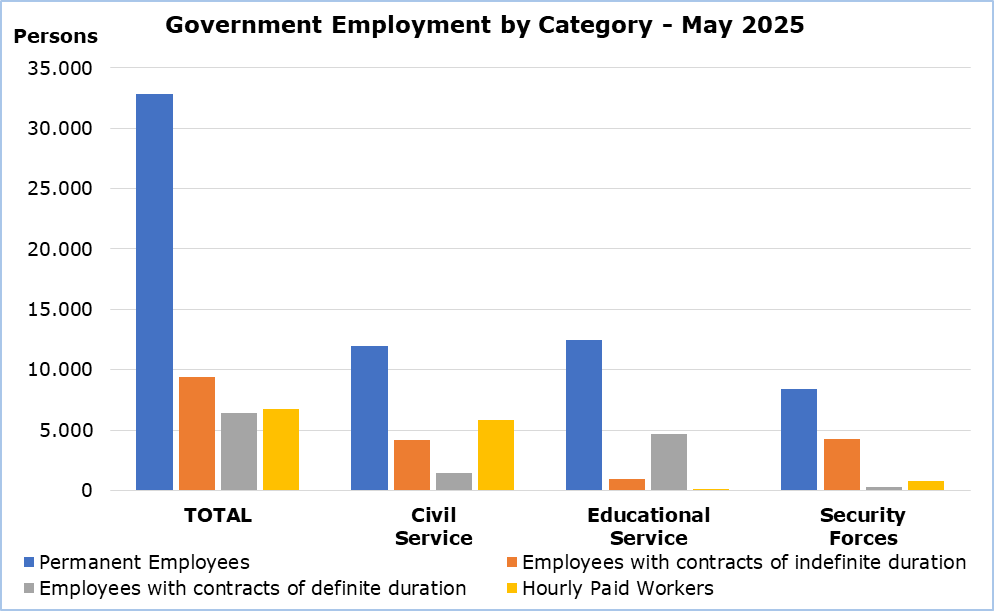 Government Employment by Category - May 2025
Persons
35.000
30.000
25.000
20.000
15.000
10.000
5.000
0
TOTAL
Civil
Service
Educational
Service
Security
Forces
Permanent Employees
Employees with contracts of indefinite duration
Employees with contracts of definite duration
Hourly Paid Workers